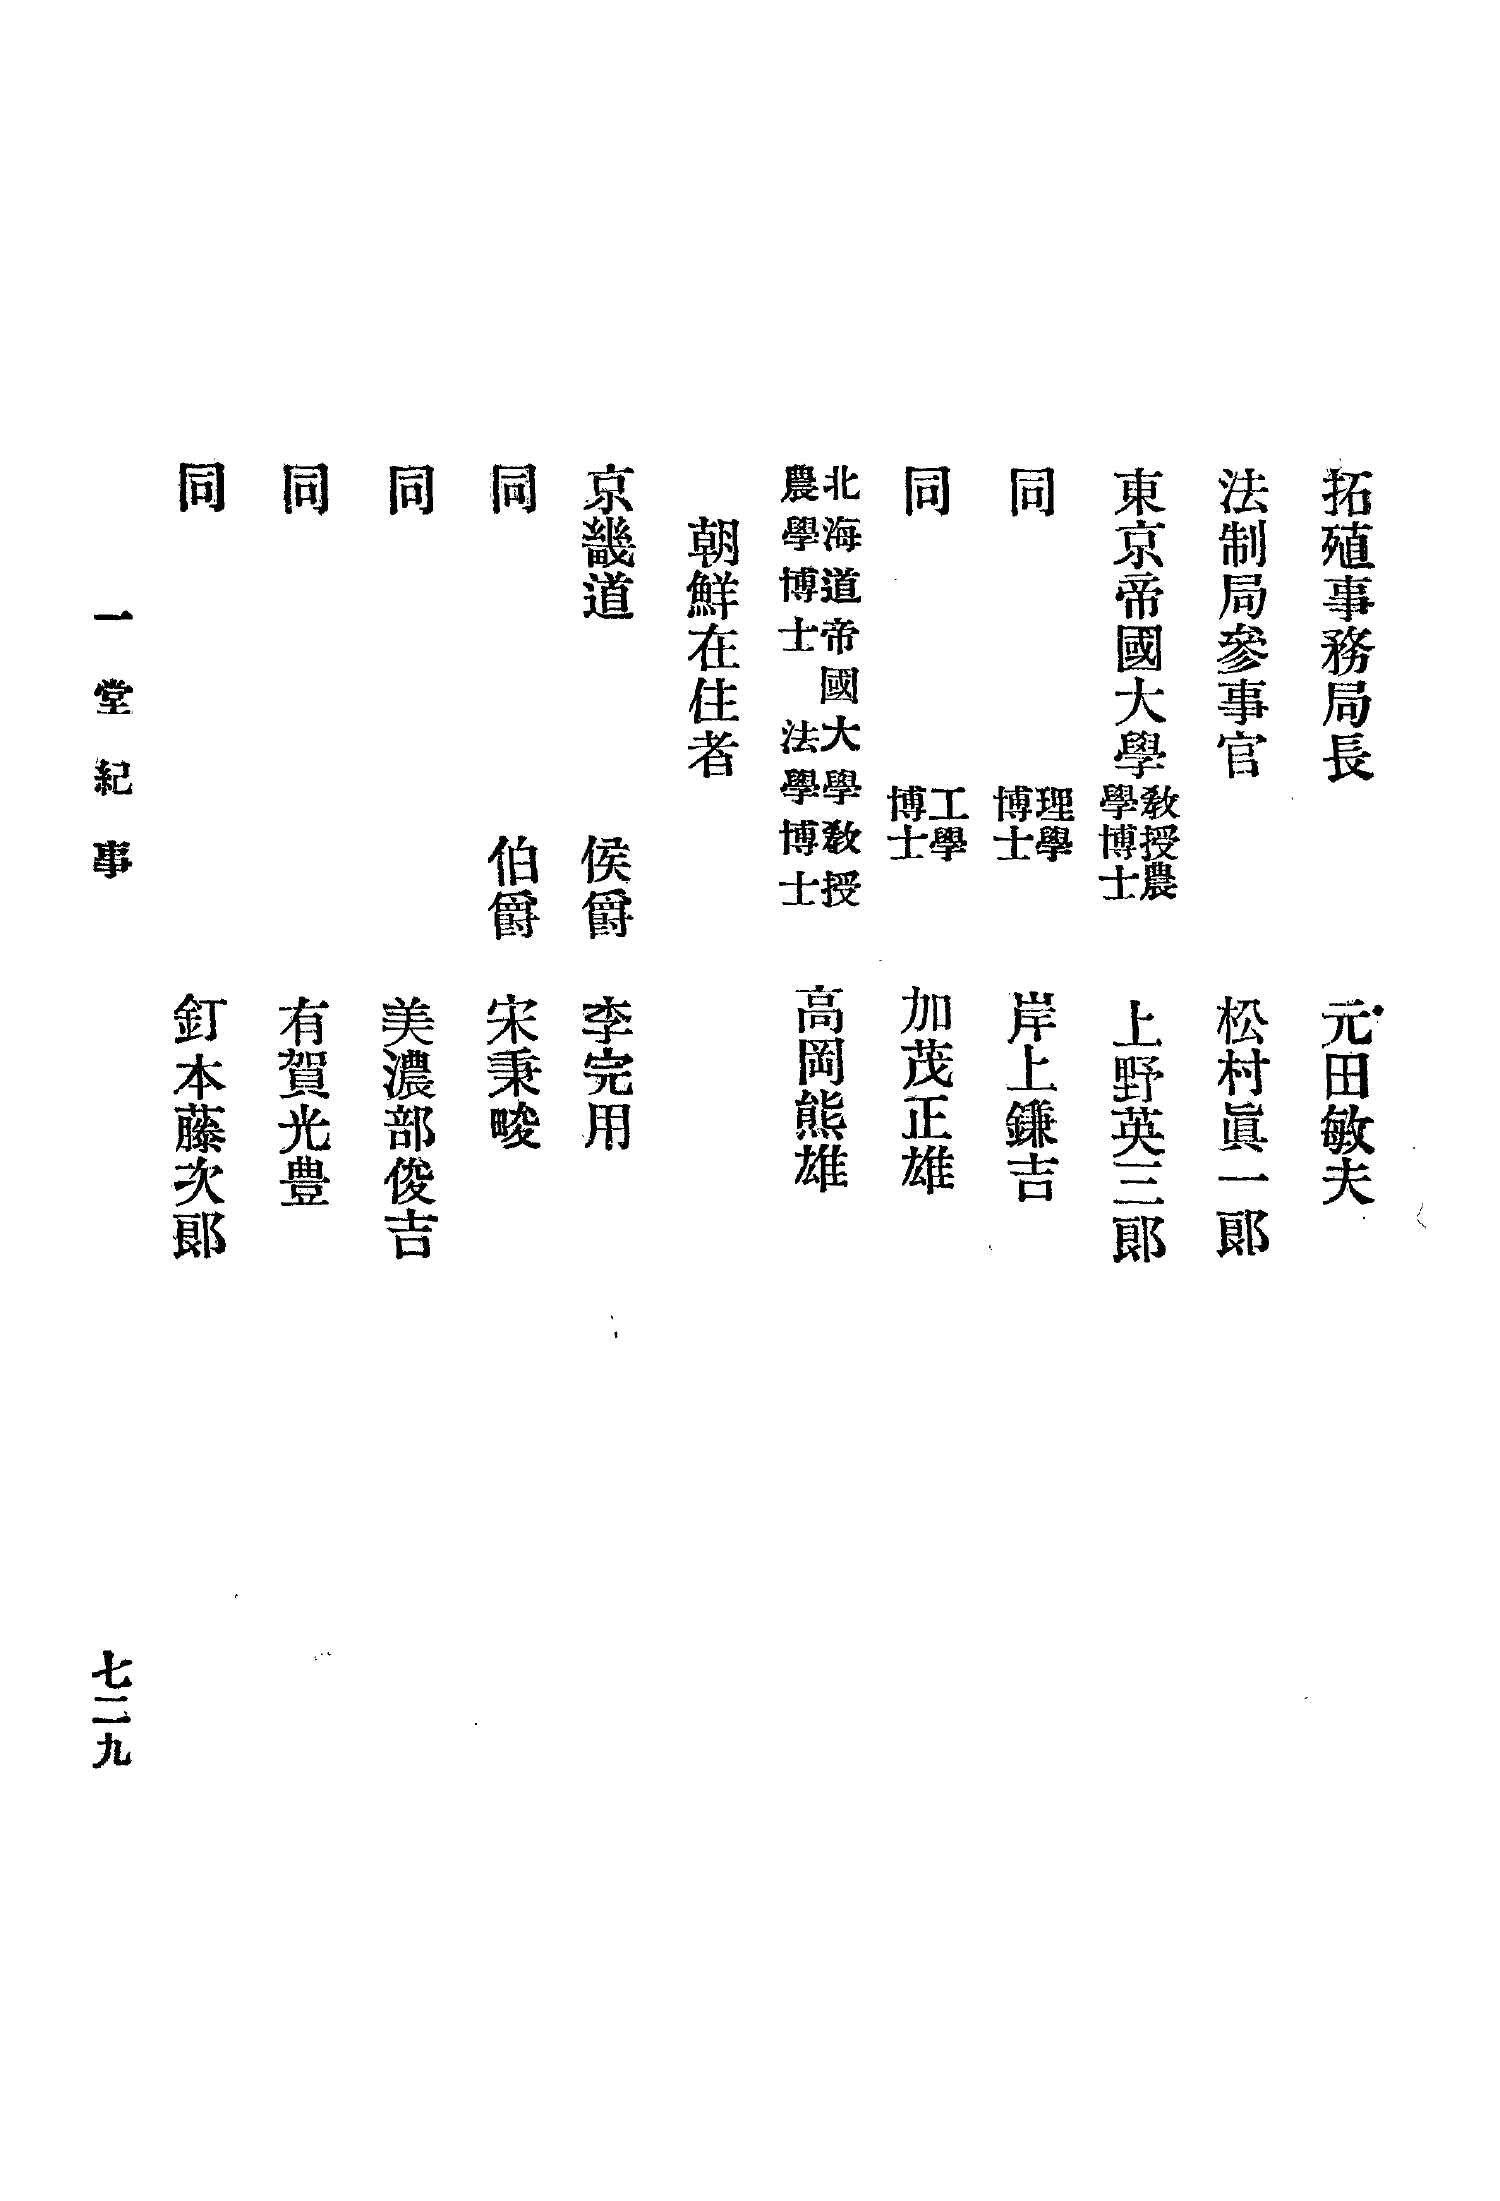 拓殖事務局長　元田敏夫
法制局參事官　松村眞一郞
東京帝國大學 教授農學博士　上野英三郞
同　理學博士　岸上鎌吉
同　工學博士　加茂正雄
北海道帝國大學教授 農學博士 法學博士　高岡熊雄
朝鮮在住者
京畿道　侯爵　李完用
同　伯爵　宋秉畯
同　美濃部俊吉
同　有賀光豊
同　釘本藤次郞
一堂紀事
七二九